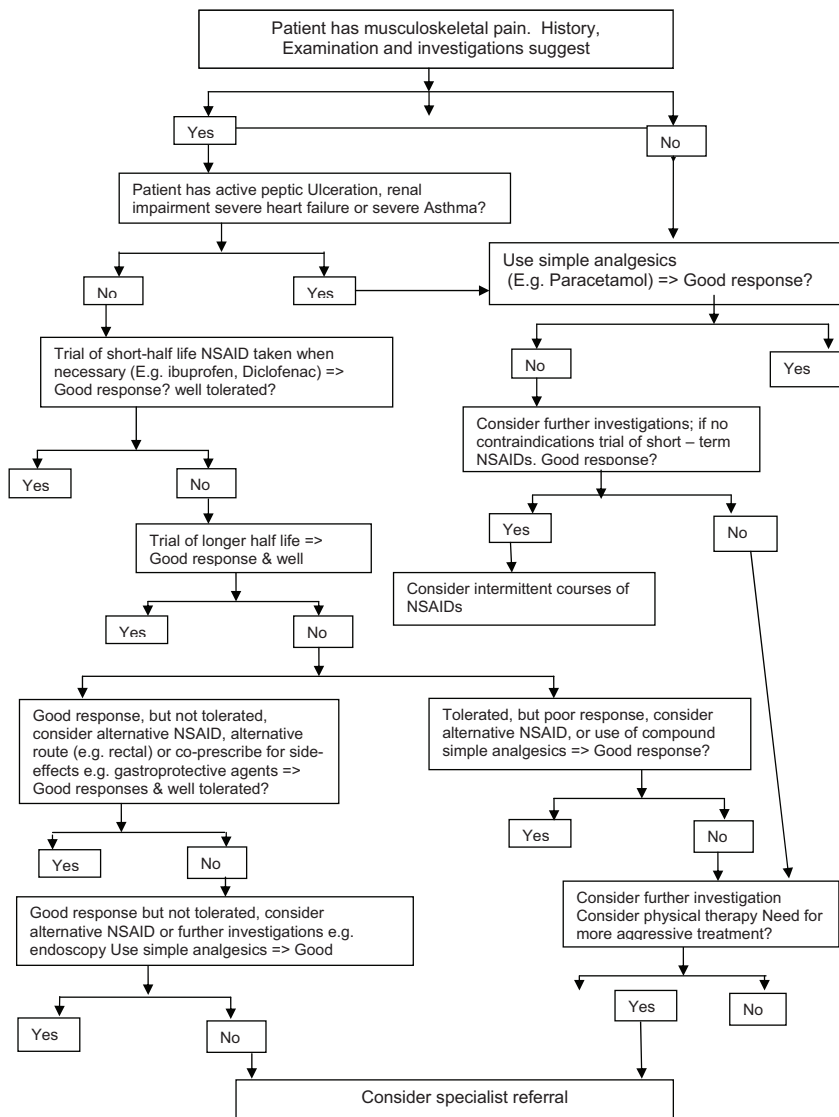 Patient has musculoskeletal pain. History,
Examination and investigations suggest
Yes
No
Patient has active peptic Ulceration, renal
impairment severe heart failure or severe Asthma?
No
Yes
Use simple analgesics
(E.g. Paracetamol) => Good response?
Trial of short-half life NSAID taken when
necessary (E.g. ibuprofen, Diclofenac) =>
Good response? well tolerated?
No
Yes
Consider further investigations; if no
contraindications trial of short – term
NSAIDs. Good response?
Yes
No
Yes
No
Trial of longer half life =>
Good response & well
Consider intermittent courses of
NSAIDs
Yes
No
Good response, but not tolerated,
consider alternative NSAID, alternative
route (e.g. rectal) or co-prescribe for side-
effects e.g. gastroprotective agents =>
Good responses & well tolerated?
Tolerated, but poor response, consider
alternative NSAID, or use of compound
simple analgesics => Good response?
Yes
No
Yes
No
Good response but not tolerated, consider
alternative NSAID or further investigations e.g.
endoscopy Use simple analgesics => Good
Consider further investigation
Consider physical therapy Need for
more aggressive treatment?
Yes
No
Yes
No
Consider specialist referral